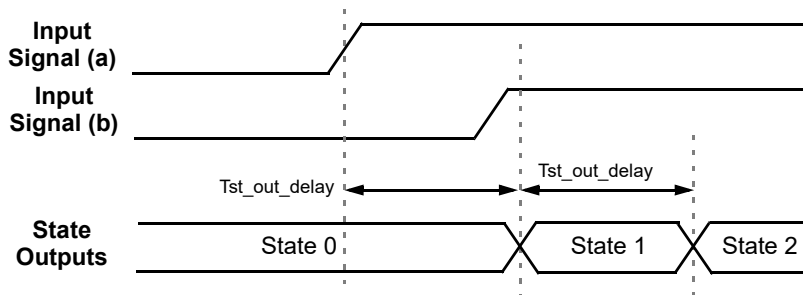 Input
Signal (a)
Input
Signal (b)
Tst_out_delay
Tst_out_delay
State
Outputs
State 0
State 1
State 2